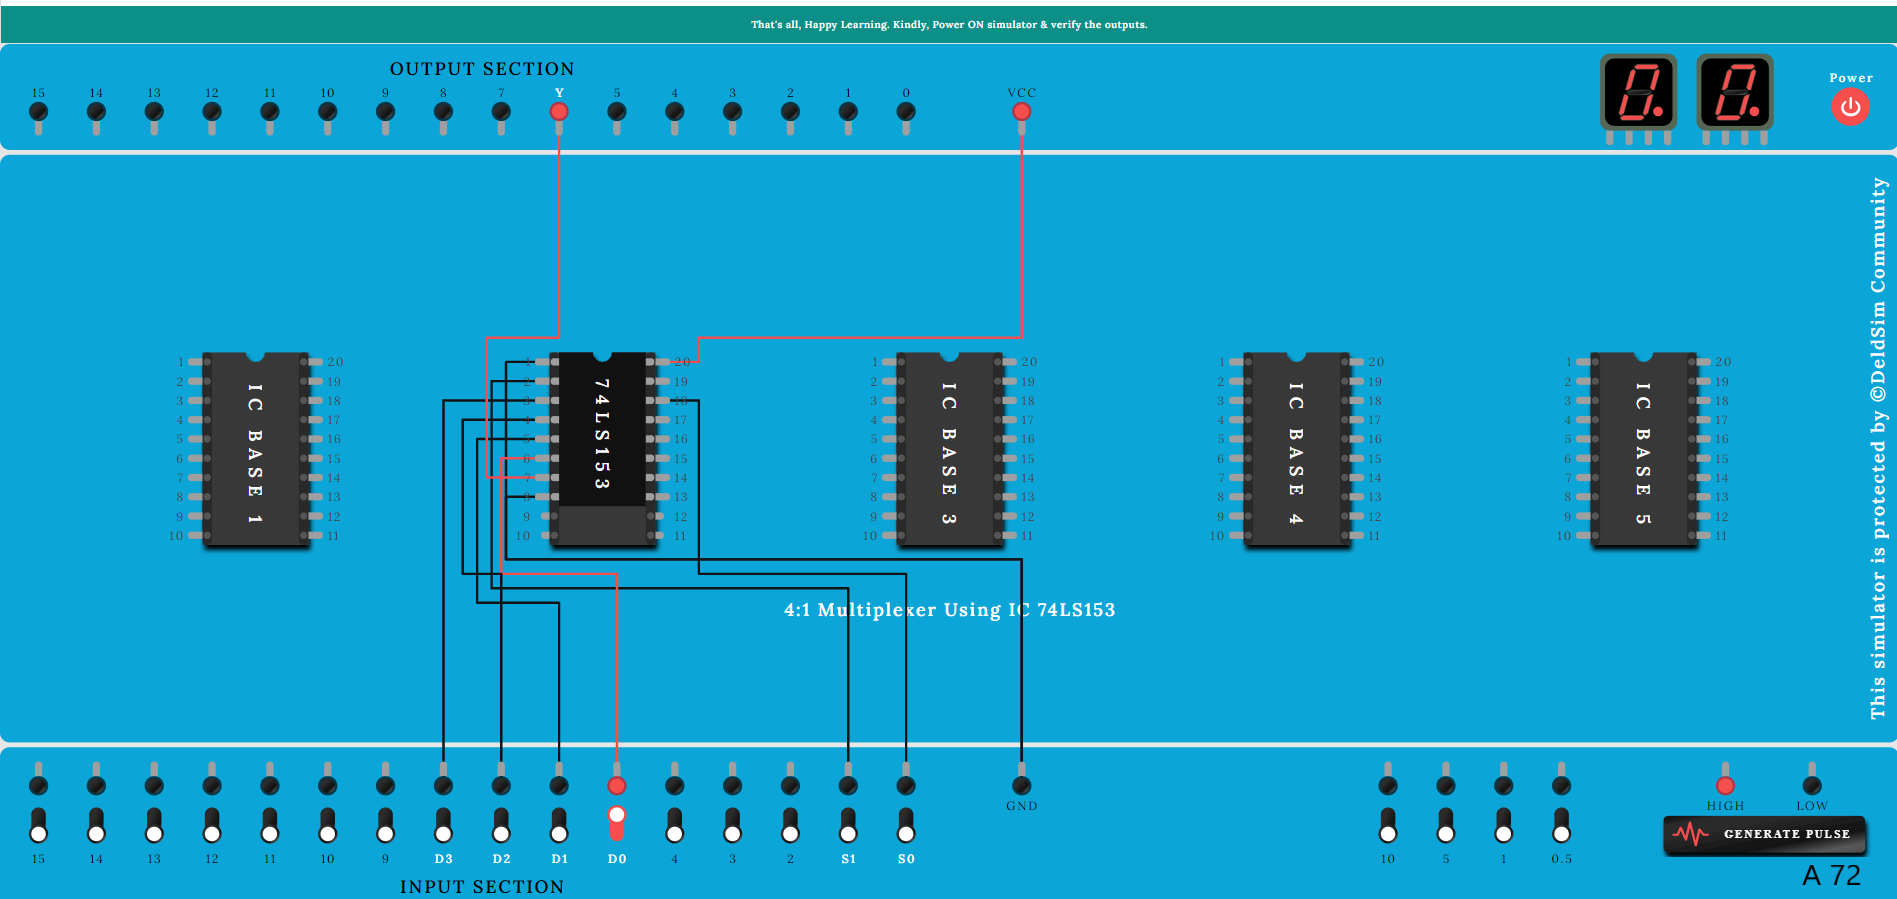 That's all, Happy Learning. Kindly, Power ON simulator & verify the outputs.
OUTPUT SECTION
Power
15 14 13 12 11 10 9 8 7 Y 5 4 3 2 1 0 VCC
1 20 1 20 1 20 1 20 1 20
2 19 2 19 2 19 2 19 2 19
3 18 3 18 3 18 3 18 3 18
4 17 4 17 4 17 4 17 4 17
5 16 5 16 5 16 5 16 5 16
6 15 6 15 6 15 6 15 6 15
7 14 7 14 7 14 7 14 7 14
8 13 8 13 8 13 8 13 8 13
9 12 9 12 9 12 9 12 9 12
10 11 10 11 10 11 10 11 10 11
IC BASE 1
74LS153
IC BASE 3
IC BASE 4
IC BASE 5
This simulator is protected by ©DeldSim Community
4:1 Multiplexer Using IC 74LS153
GND
HIGH LOW
GENERATE PULSE
15 14 13 12 11 10 9 D3 D2 D1 D0 4 3 2 S1 S0 10 5 1 0.5
INPUT SECTION
A 72